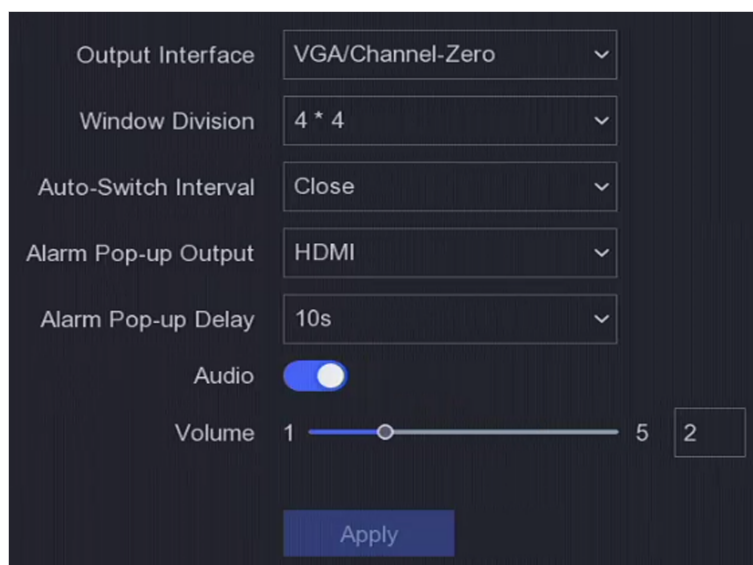 Output Interface VGA/Channel-Zero
Window Division 4 * 4
Auto-Switch Interval Close
Alarm Pop-up Output HDMI
Alarm Pop-up Delay 10s
Audio
Volume 1 5 2
Apply